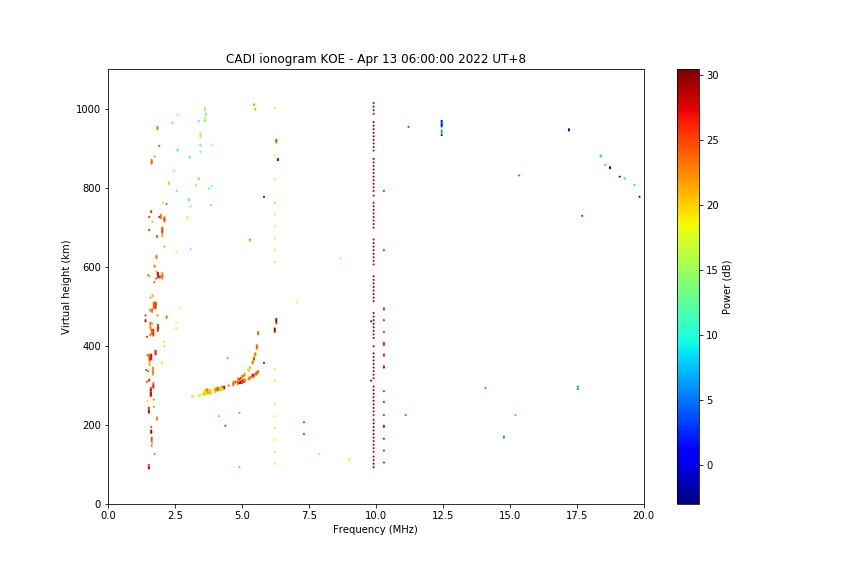 CADI ionogram KOE - Apr 13 06:00:00 2022 UT+8
Virtual height (km)
1000
800
600
400
200
0
0.0 2.5 5.0 7.5 10.0 12.5 15.0 17.5 20.0
Frequency (MHz)
30
25
20
15
10
5
0
Power (dB)